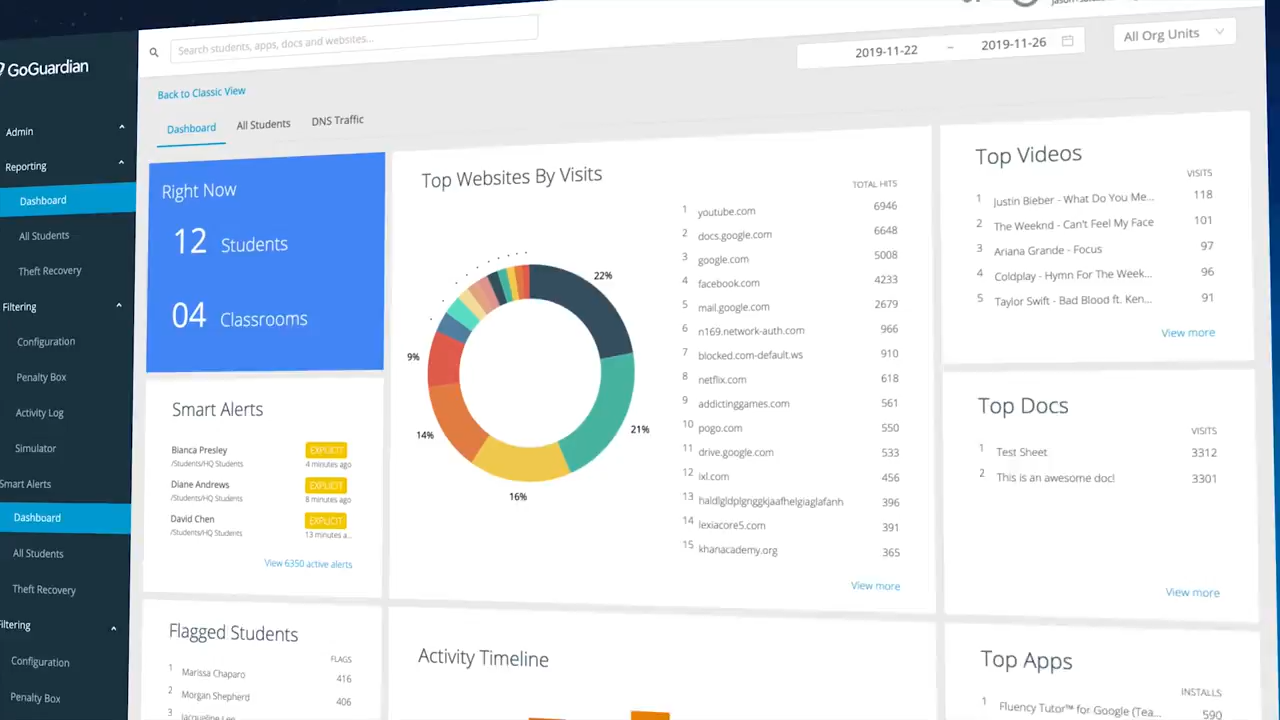 GoGuardian
Admin
Reporting
Dashboard
All Students
Theft Recovery
Filtering
Configuration
Penalty Box
Activity Log
Simulator
Smart Alerts
Dashboard
All Students
Theft Recovery
Filtering
Configuration
Penalty Box
Search students, apps, docs and websites...
2019-11-22 ~ 2019-11-26
All Org Units
Back to Classic View
Dashboard All Students DNS Traffic
Right Now
12 Students
04 Classrooms
Smart Alerts
Bianca Presley EXPLICIT
/Students/HQ Students 4 minutes ago
Diane Andrews EXPLICIT
/Students/HQ Students 8 minutes ago
David Chen EXPLICIT
/Students/HQ Students 13 minutes a...
View 6350 active alerts
Flagged Students
FLAGS
1 Marissa Chaparo 416
2 Morgan Shepherd 406
3 Jacqueline Lee
Top Websites By Visits
TOTAL HITS
22%
21%
16%
14%
9%
1 youtube.com 6946
2 docs.google.com 6648
3 google.com 5008
4 facebook.com 4233
5 mail.google.com 2679
6 n169.network-auth.com 966
7 blocked.com-default.ws 910
8 netflix.com 618
9 addictinggames.com 561
10 pogo.com 550
11 drive.google.com 533
12 ixl.com 456
13 haldlgldplgnggkjaafhelgiaglafanh 396
14 lexiacore5.com 391
15 khanacademy.org 365
View more
Activity Timeline
Top Videos
VISITS
1 Justin Bieber - What Do You Me... 118
2 The Weeknd - Can't Feel My Face 101
3 Ariana Grande - Focus 97
4 Coldplay - Hymn For The Week... 96
5 Taylor Swift - Bad Blood ft. Ken... 91
View more
Top Docs
VISITS
1 Test Sheet 3312
2 This is an awesome doc! 3301
View more
Top Apps
INSTALLS
1 Fluency Tutor™ for Google (Tea... 590